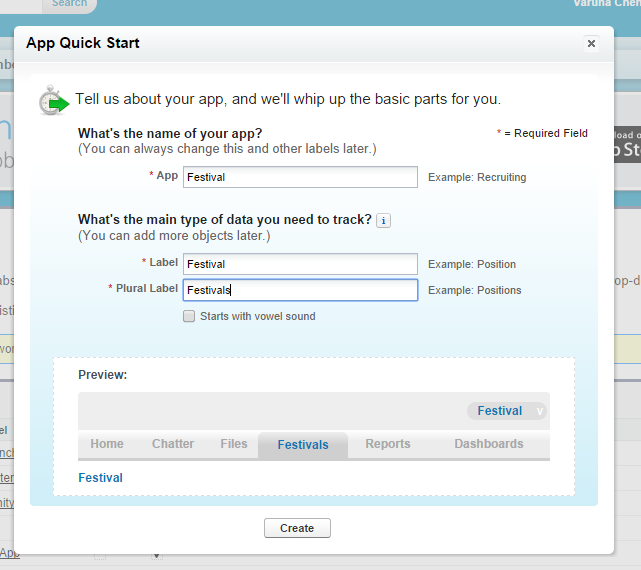 Search
Varuna Chen
App Quick Start
Tell us about your app, and we'll whip up the basic parts for you.
What's the name of your app?
* = Required Field
(You can always change this and other labels later.)
* App Festival Example: Recruiting
What's the main type of data you need to track? i
(You can add more objects later.)
* Label Festival Example: Position
* Plural Label Festivals Example: Positions
Starts with vowel sound
Preview:
Festival
Home Chatter Files Festivals Reports Dashboards
Festival
Create
App